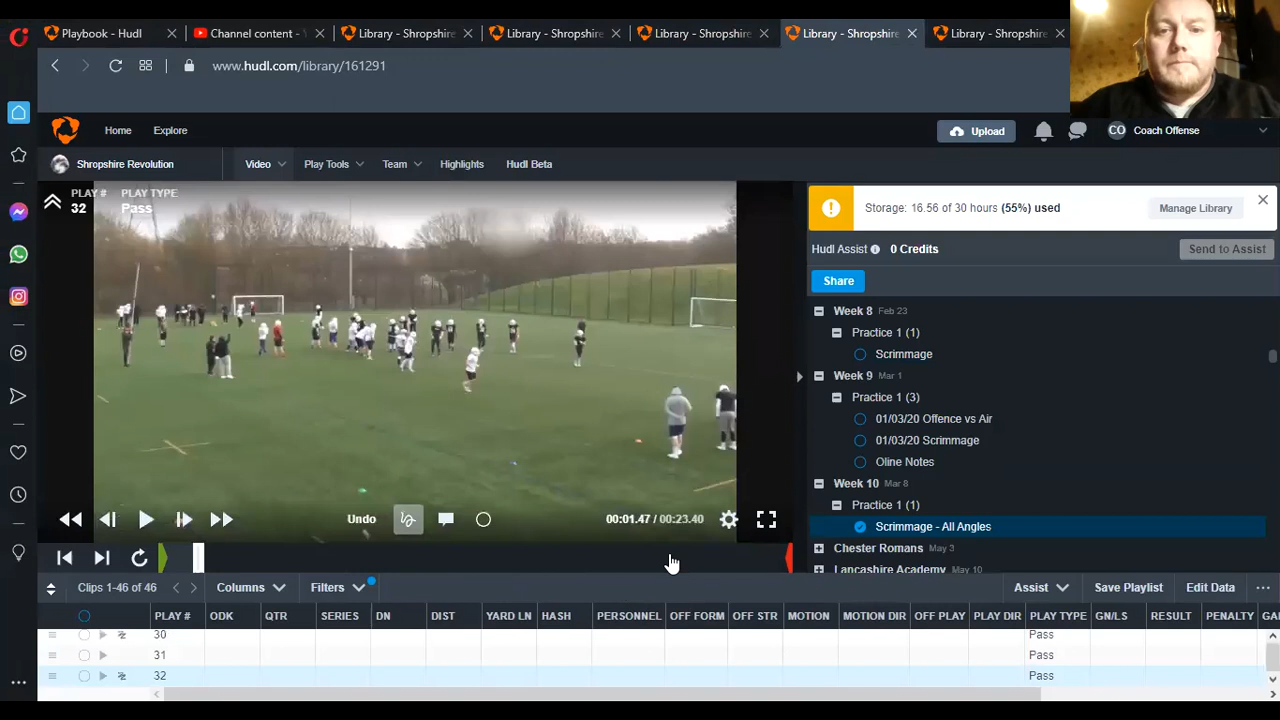 Playbook - Hudl
Channel content -
Library - Shropshire
Library - Shropshire
Library - Shropshire
Library - Shropshire
Library - Shropshire
www.hudl.com/library/161291
Home Explore Upload CO Coach Offense
Shropshire Revolution Video Play Tools Team Highlights Hudl Beta
PLAY # PLAY TYPE
32 Pass
Storage: 16.56 of 30 hours (55%) used Manage Library
Hudl Assist 0 Credits Send to Assist
Share
Week 8 Feb 23
Practice 1 (1)
Scrimmage
Week 9 Mar 1
Practice 1 (3)
01/03/20 Offence vs Air
01/03/20 Scrimmage
Oline Notes
Week 10 Mar 8
Practice 1 (1)
Scrimmage - All Angles
Chester Romans May 3
Lancashire Academy May 10
Undo 00:01.47 / 00:23.40
Clips 1-46 of 46 Columns Filters Assist Save Playlist Edit Data
PLAY # ODK QTR SERIES DN DIST YARD LN HASH PERSONNEL OFF FORM OFF STR MOTION MOTION DIR OFF PLAY PLAY DIR PLAY TYPE GN/LS RESULT PENALTY
30 Pass
31 Pass
32 Pass